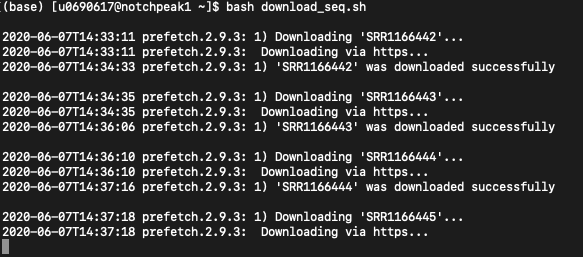 (base) [u0690617@notchpeak1 ~]$ bash download_seq.sh
2020-06-07T14:33:11 prefetch.2.9.3: 1) Downloading 'SRR1166442'...
2020-06-07T14:33:11 prefetch.2.9.3:  Downloading via https...
2020-06-07T14:34:33 prefetch.2.9.3: 1) 'SRR1166442' was downloaded successfully
2020-06-07T14:34:35 prefetch.2.9.3: 1) Downloading 'SRR1166443'...
2020-06-07T14:34:35 prefetch.2.9.3:  Downloading via https...
2020-06-07T14:36:06 prefetch.2.9.3: 1) 'SRR1166443' was downloaded successfully
2020-06-07T14:36:10 prefetch.2.9.3: 1) Downloading 'SRR1166444'...
2020-06-07T14:36:10 prefetch.2.9.3:  Downloading via https...
2020-06-07T14:37:16 prefetch.2.9.3: 1) 'SRR1166444' was downloaded successfully
2020-06-07T14:37:18 prefetch.2.9.3: 1) Downloading 'SRR1166445'...
2020-06-07T14:37:18 prefetch.2.9.3:  Downloading via https...